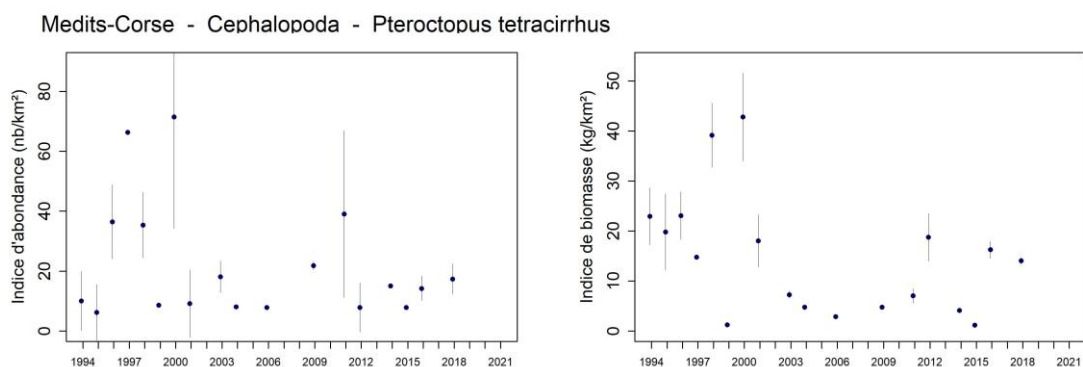 Medits-Corse - Cephalopoda - Pteroctopus tetracirrhus
Indice d'abondance (nb/km²)
80
60
40
20
0
1994 1997 2000 2003 2006 2009 2012 2015 2018 2021
Indice de biomasse (kg/km²)
50
40
30
20
10
0
1994 1997 2000 2003 2006 2009 2012 2015 2018 2021